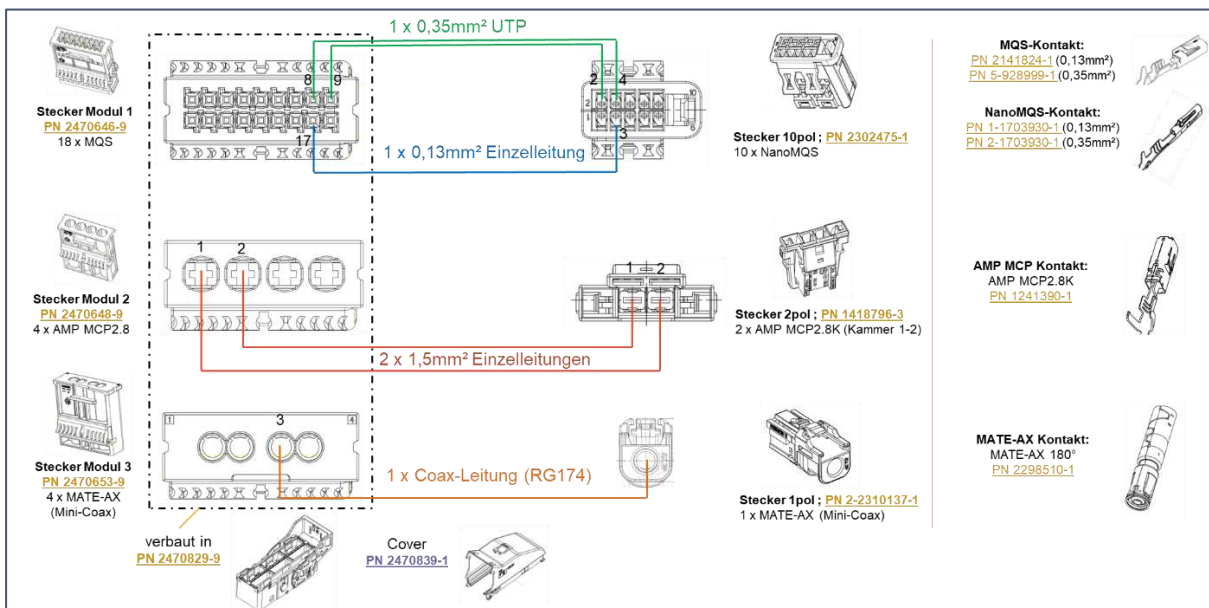 1 x 0,35mm² UTP
Stecker Modul 1
PN 2470646-9
18 x MQS
8
9
17
2
4
2
1
10
6
3
1 x 0,13mm² Einzelleitung
Stecker 10pol ; PN 2302475-1
10 x NanoMQS
MQS-Kontakt:
PN 2141824-1 (0,13mm²)
PN 5-928999-1 (0,35mm²)
NanoMQS-Kontakt:
PN 1-1703930-1 (0,13mm²)
PN 2-1703930-1 (0,35mm²)
Stecker Modul 2
PN 2470648-9
4 x AMP MCP2.8
1
2
1
2
2 x 1,5mm² Einzelleitungen
Stecker 2pol ; PN 1418796-3
2 x AMP MCP2.8K (Kammer 1-2)
AMP MCP Kontakt:
AMP MCP2.8K
PN 1241390-1
Stecker Modul 3
PN 2470653-9
4 x MATE-AX
(Mini-Coax)
1
3
4
1 x Coax-Leitung (RG174)
Stecker 1pol ; PN 2-2310137-1
1 x MATE-AX (Mini-Coax)
MATE-AX Kontakt:
MATE-AX 180°
PN 2298510-1
verbaut in
PN 2470829-9
Cover
PN 2470839-1